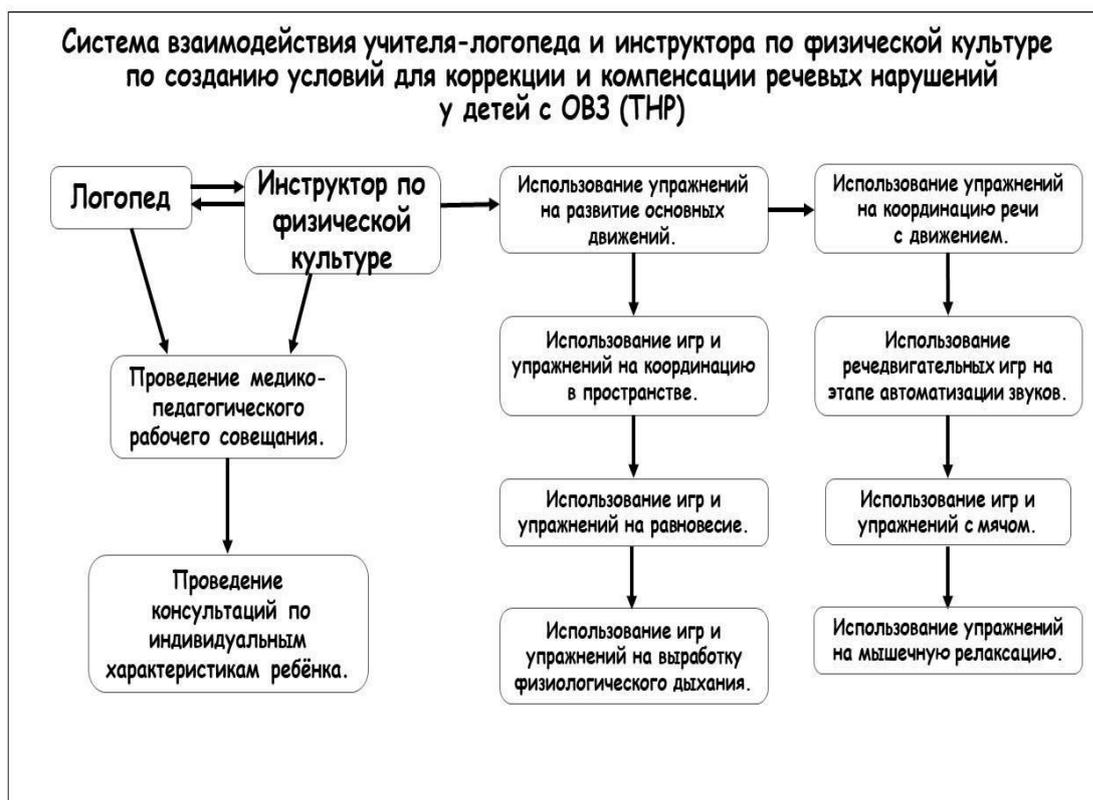 Система взаимодействия учителя-логопеда и инструктора по физической культуре
по созданию условий для коррекции и компенсации речевых нарушений
у детей с ОВЗ (ТНР)
Логопед
Инструктор по
физической
культуре
Использование упражнений
на развитие основных
движений.
Использование упражнений
на координацию речи
с движением.
Проведение медико-
педагогического
рабочего совещания.
Использование игр и
упражнений на координацию
в пространстве.
Использование
речедвигательных игр на
этапе автоматизации звуков.
Использование игр и
упражнений на равновесие.
Использование игр и
упражнений с мячом.
Проведение
консультаций по
индивидуальным
характеристикам ребёнка.
Использование игр и
упражнений на выработку
физиологического дыхания.
Использование упражнений
на мышечную релаксацию.